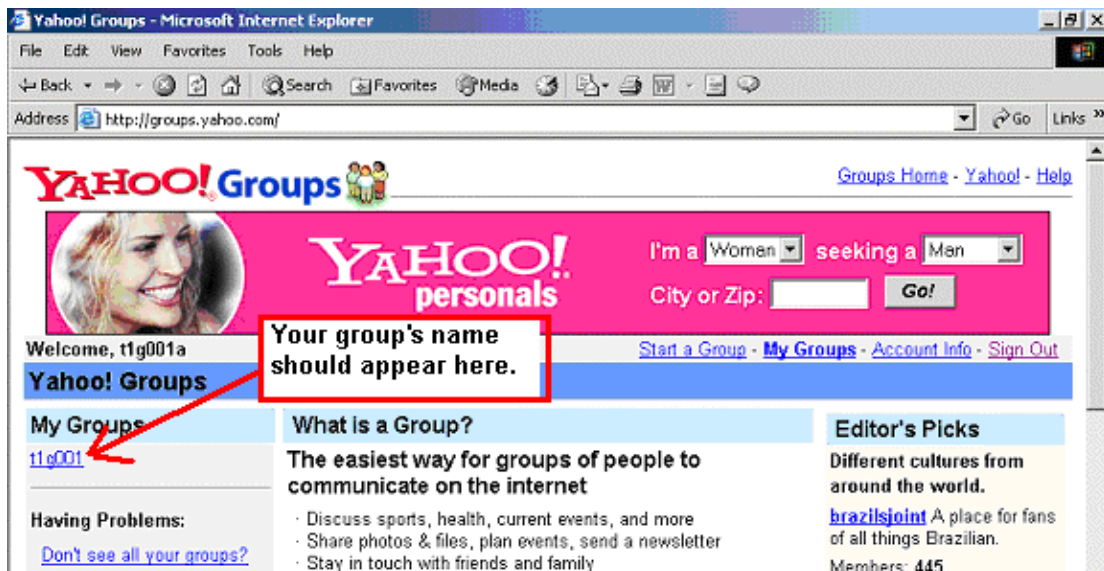 Yahoo! Groups - Microsoft Internet Explorer
File Edit View Favorites Tools Help
Back Search Favorites Media
Address http://groups.yahoo.com/ Go Links »
YAHOO! Groups
Groups Home - Yahoo! - Help
YAHOO! personals
I'm a Woman seeking a Man
City or Zip: Go!
Your group's name
should appear here.
Welcome, t1g001a
Start a Group - My Groups - Account Info - Sign Out
Yahoo! Groups
My Groups
t1g001
Having Problems:
Don't see all your groups?
What is a Group?
The easiest way for groups of people to
communicate on the internet
· Discuss sports, health, current events, and more
· Share photos & files, plan events, send a newsletter
· Stay in touch with friends and family
Editor's Picks
Different cultures from
around the world.
brazilsjoint A place for fans
of all things Brazilian.
Members: 445